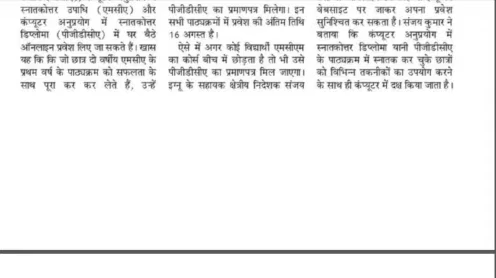 स्नातकोत्तर उपाधि (एमसीए) और
कंप्यूटर अनुप्रयोग में स्नातकोत्तर
डिप्लोमा (पीजीडीसीए) में घर बैठे
ऑनलाइन प्रवेश लिए जा सकते हैं। खास
यह कि कि जो छात्र दो वर्षीय एमसीए के
प्रथम वर्ष के पाठ्यक्रम को सफलता के
साथ पूरा कर कर लेते हैं, उन्हें
पीजीडीसीए का प्रमाणपत्र मिलेगा। इन
सभी पाठ्यक्रमों में प्रवेश की अंतिम तिथि
16 अगस्त है।
ऐसे में अगर कोई विद्यार्थी एमसीएम
का कोर्स बीच में छोड़ता है तो भी उसे
पीजीडीसीए का प्रमाणपत्र मिल जाएगा।
इग्नू के सहायक क्षेत्रीय निदेशक संजय
वेबसाइट पर जाकर अपना प्रवेश
सुनिश्चित कर सकता है। संजय कुमार ने
बताया कि कंप्यूटर अनुप्रयोग में
स्नातकोत्तर डिप्लोमा यानी पीजीडीसीए
के पाठ्यक्रम में स्नातक कर चुके छात्रों
को विभिन्न तकनीकों का उपयोग करने
के साथ ही कंप्यूटर में दक्ष किया जाता है।